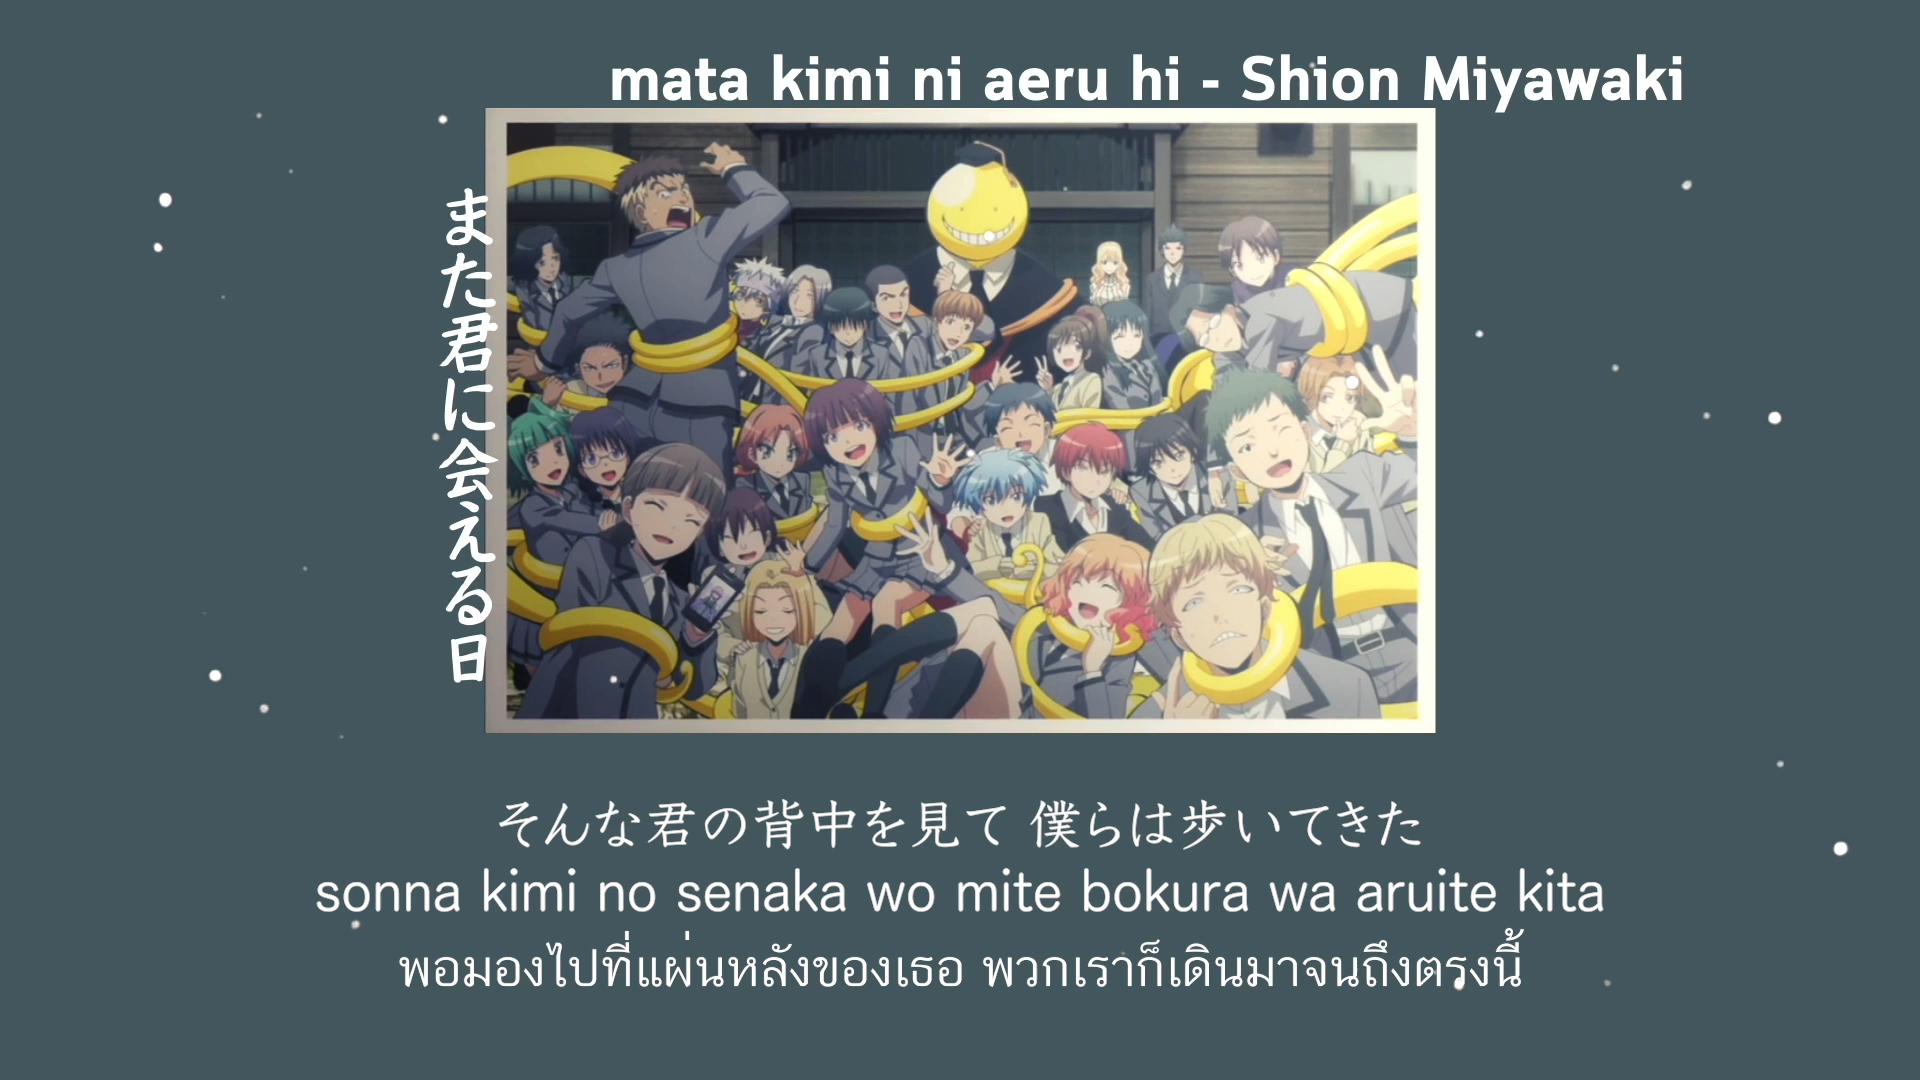 mata kimi ni aeru hi - Shion Miyawaki
また君に会える日
そんな君の背中を見て 僕らは歩いてきた
sonna kimi no senaka wo mite bokura wa aruite kita
พอมองไปที่แผ่นหลังของเธอ พวกเราก็เดินมาจนถึงตรงนี้